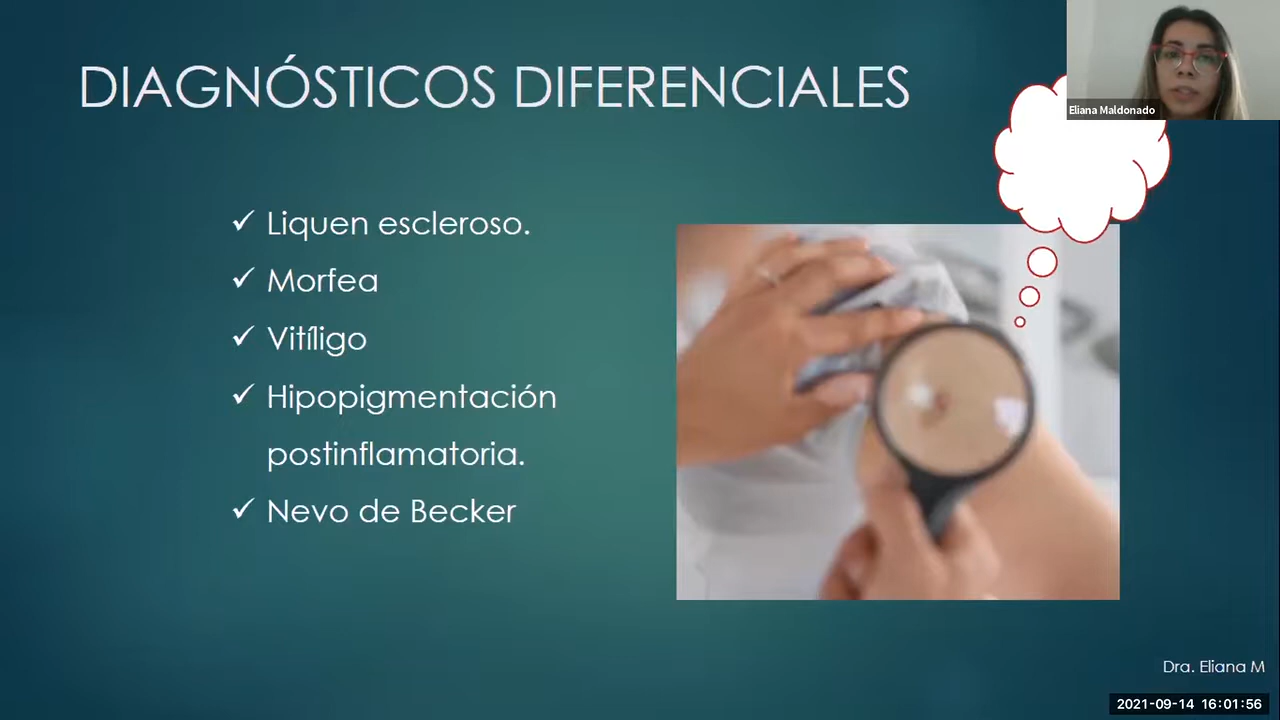 DIAGNÓSTICOS DIFERENCIALES
Eliana Maldonado
✓ Liquen escleroso.
✓ Morfea
✓ Vitíligo
✓ Hipopigmentación
postinflamatoria.
✓ Nevo de Becker
Dra. Eliana M
2021-09-14 16:01:56